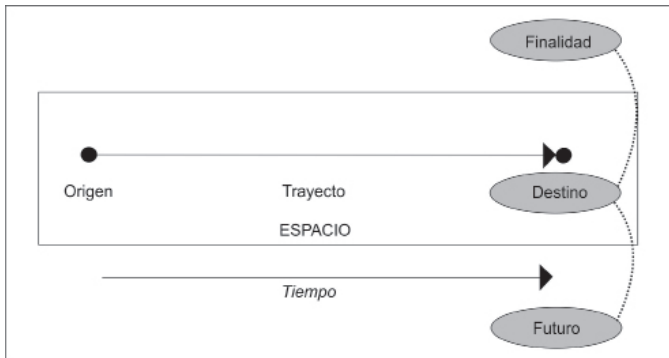 Finalidad
Origen
Trayecto
Destino
ESPACIO
Tiempo
Futuro